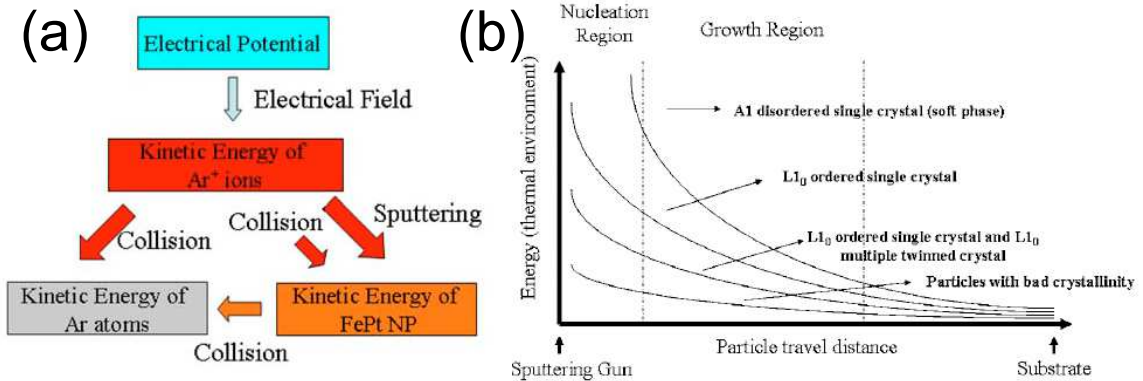 (a)
Electrical Potential
Electrical Field
Kinetic Energy of
Ar+ ions
Collision
Collision
Sputtering
Kinetic Energy of
Ar atoms
Kinetic Energy of
FePt NP
Collision
(b)
Nucleation
Region
Growth Region
Energy (thermal environment)
A1 disordered single crystal (soft phase)
L10 ordered single crystal
L10 ordered single crystal and L10
multiple twinned crystal
Particles with bad crystallinity
Particle travel distance
Sputtering Gun
Substrate